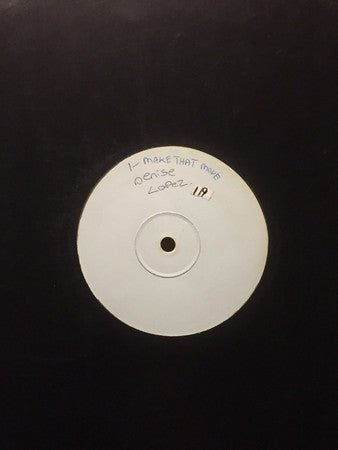 1- MAKE THAT MOVE
Denise
Lopez. 1A